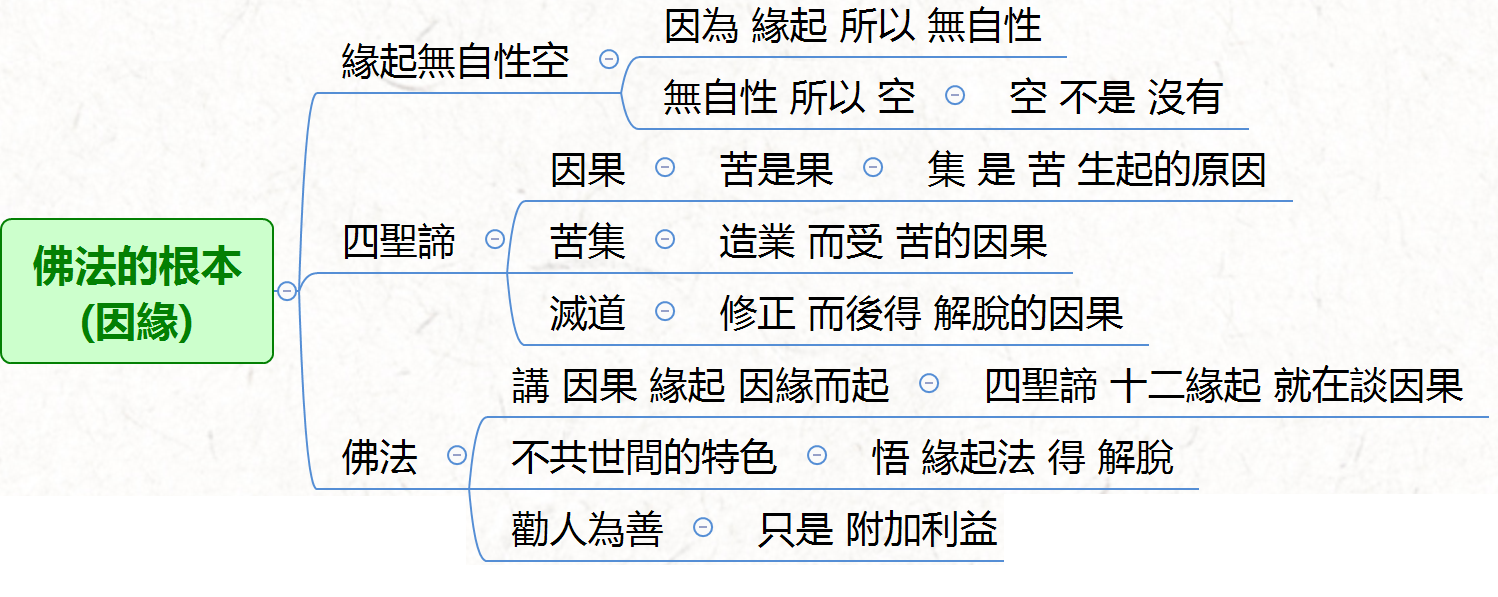 因為 緣起 所以 無自性
緣起無自性空
無自性 所以 空 空 不是 沒有
因果 苦是果 集 是 苦 生起的原因
四聖諦 苦集 造業 而受 苦的因果
佛法的根本
(因緣)
滅道 修正 而後得 解脫的因果
講 因果 緣起 因緣而起 四聖諦 十二緣起 就在談因果
佛法 不共世間的特色 悟 緣起法 得 解脫
勸人為善 只是 附加利益